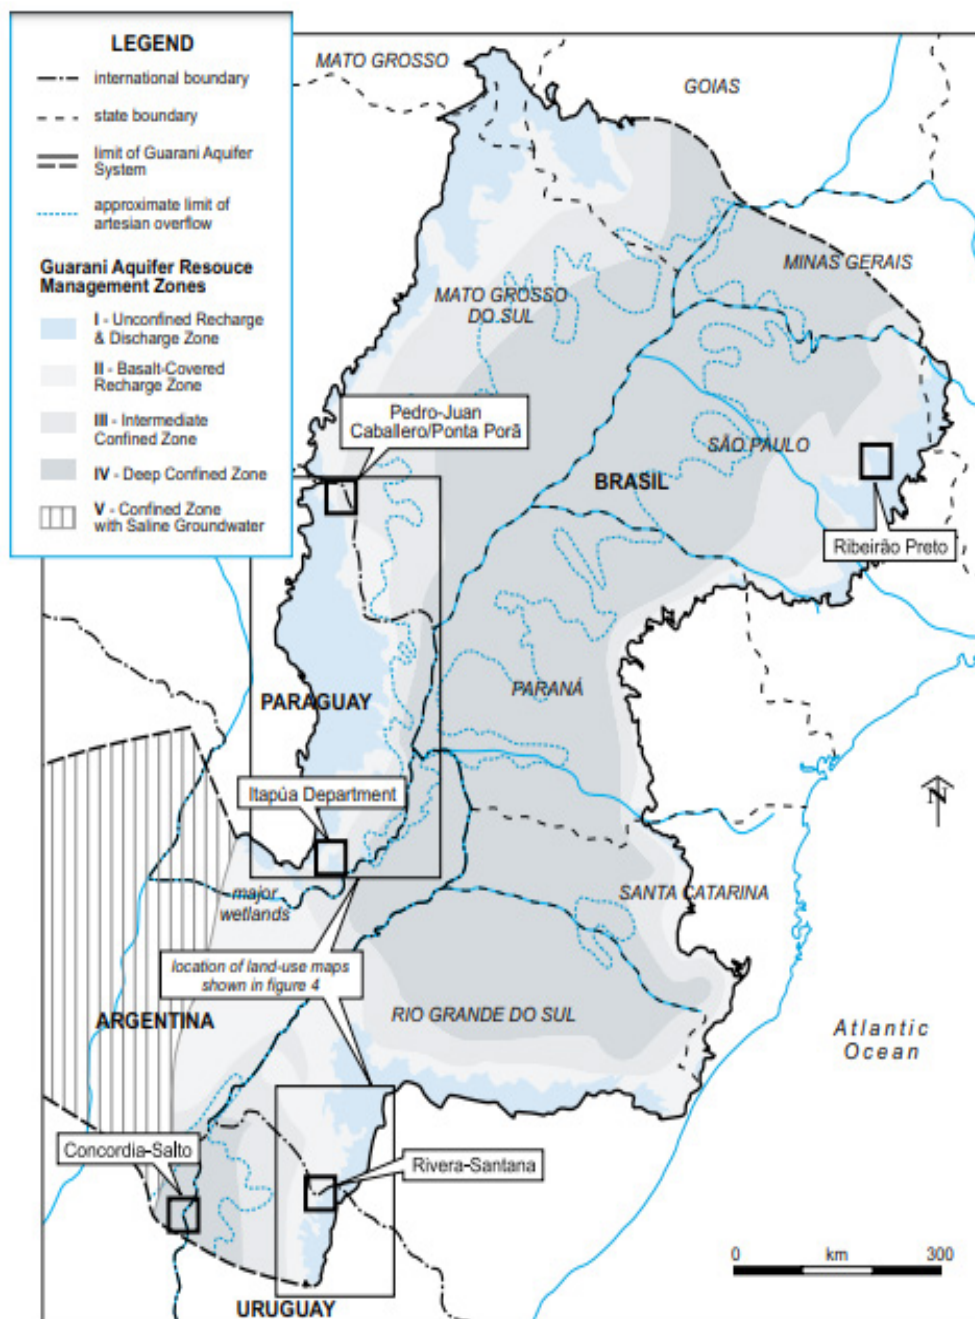 LEGEND
international boundary
state boundary
limit of Guarani Aquifer
System
approximate limit of
artesian overflow
Guarani Aquifer Resouce
Management Zones
I - Unconfined Recharge
& Discharge Zone
II - Basalt-Covered
Recharge Zone
III - Intermediate
Confined Zone
IV - Deep Confined Zone
V - Confined Zone
with Saline Groundwater
MATO GROSSO
GOIAS
MINAS GERAIS
MATO GROSSO
DO SUL
Pedro-Juan
Caballero/Ponta Porã
SÃO PAULO
BRASIL
Ribeirão Preto
PARANÁ
PARAGUAY
Itapúa Department
N
major
wetlands
SANTA CATARINA
location of land-use maps
shown in figure 4
RIO GRANDE DO SUL
ARGENTINA
Atlantic
Ocean
Concordia-Salto
Rivera-Santana
0 km 300
URUGUAY